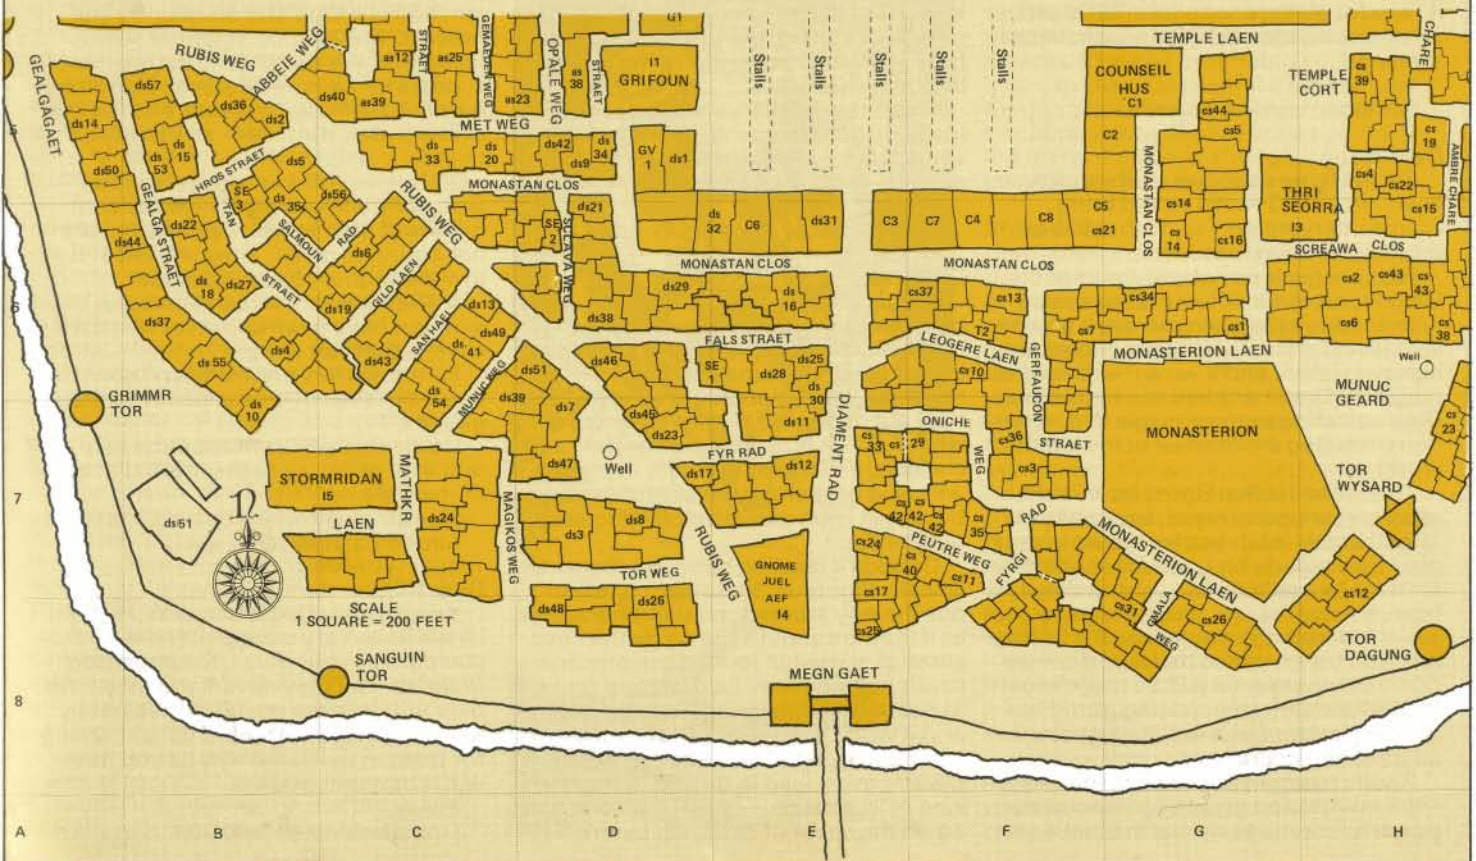 G1
TEMPLE LAEN
CHARE
RUBIS WEG
ABBEIE WEG
as12
STRAET
as25
GEMAEDEN WEG
OPALE WEG
as 38
STRAET
I1
GRIFOUN
Stalls
Stalls
Stalls
Stalls
Stalls
COUNSEIL
HUS
C1
TEMPLE
CORT
cs 39
GEALGAGAET
ds57
ds36
ds2
ds40
as39
as23
MET WEG
cs44
cs5
cs 19
AMBRE CHARE
5
ds14
ds 15
ds 53
ds5
HROS STRAET
ds 33
ds 20
ds42
ds9
ds 34
GV 1
ds1
C2
MONASTAN CLOS
cs4
cs22
cs15
ds50
GEALGA STRAET
SE 3
ds 35
ds56
MONASTAN CLOS
RUBIS WEG
THRI
SEORRA
I3
ds22
TAN
SALMOUN
RAD
STRAET
ds6
SE 2
ds21
SCLAVA WEG
ds 32
C6
ds31
C3
C7
C4
C8
C5
cs21
cs14
cs 14
cs16
ds44
SCREAWA CLOS
GILD LAEN
MONASTAN CLOS
MONASTAN CLOS
ds 18
ds27
ds19
ds13
ds29
ds 16
cs37
cs13
cs34
cs2
cs43
cs 43
6
ds37
SAN HAEL
ds49
ds38
T2
cs7
cs1
cs6
cs 38
ds4
ds 41
FALS STRAET
LEOGERE LAEN
GERFAUCON
MONASTERION LAEN
Well
ds 55
ds43
MUNUC WEG
ds51
ds46
SE 1
ds28
ds25
cs10
MUNUC
GEARD
GRIMMR
TOR
ds 10
ds 54
ds39
ds7
ds45
ds 30
DIAMENT RAD
ds23
ds11
ONICHE
WEG
STRAET
cs36
MONASTERION
cs 23
ds47
Well
FYR RAD
cs 33
cs 29
cs3
TOR
WYSARD
STORMRIDAN
I5
MATHKR
MAGIKOS WEG
ds17
ds12
7
ds61
n
LAEN
ds24
ds3
ds8
RUBIS WEG
cs 42
cs 42
cs 42
cs 35
RAD
FYRGI
MONASTERION LAEN
cs24
PEUTRE WEG
cs 40
cs11
GNOME
JUEL
AEF
I4
TOR WEG
cs17
cs31
GMALA
WEG
cs26
cs12
SCALE
1 SQUARE = 200 FEET
ds48
ds26
cs25
TOR
DAGUNG
SANGUIN
TOR
MEGN GAET
8
A
B
C
D
E
F
G
H